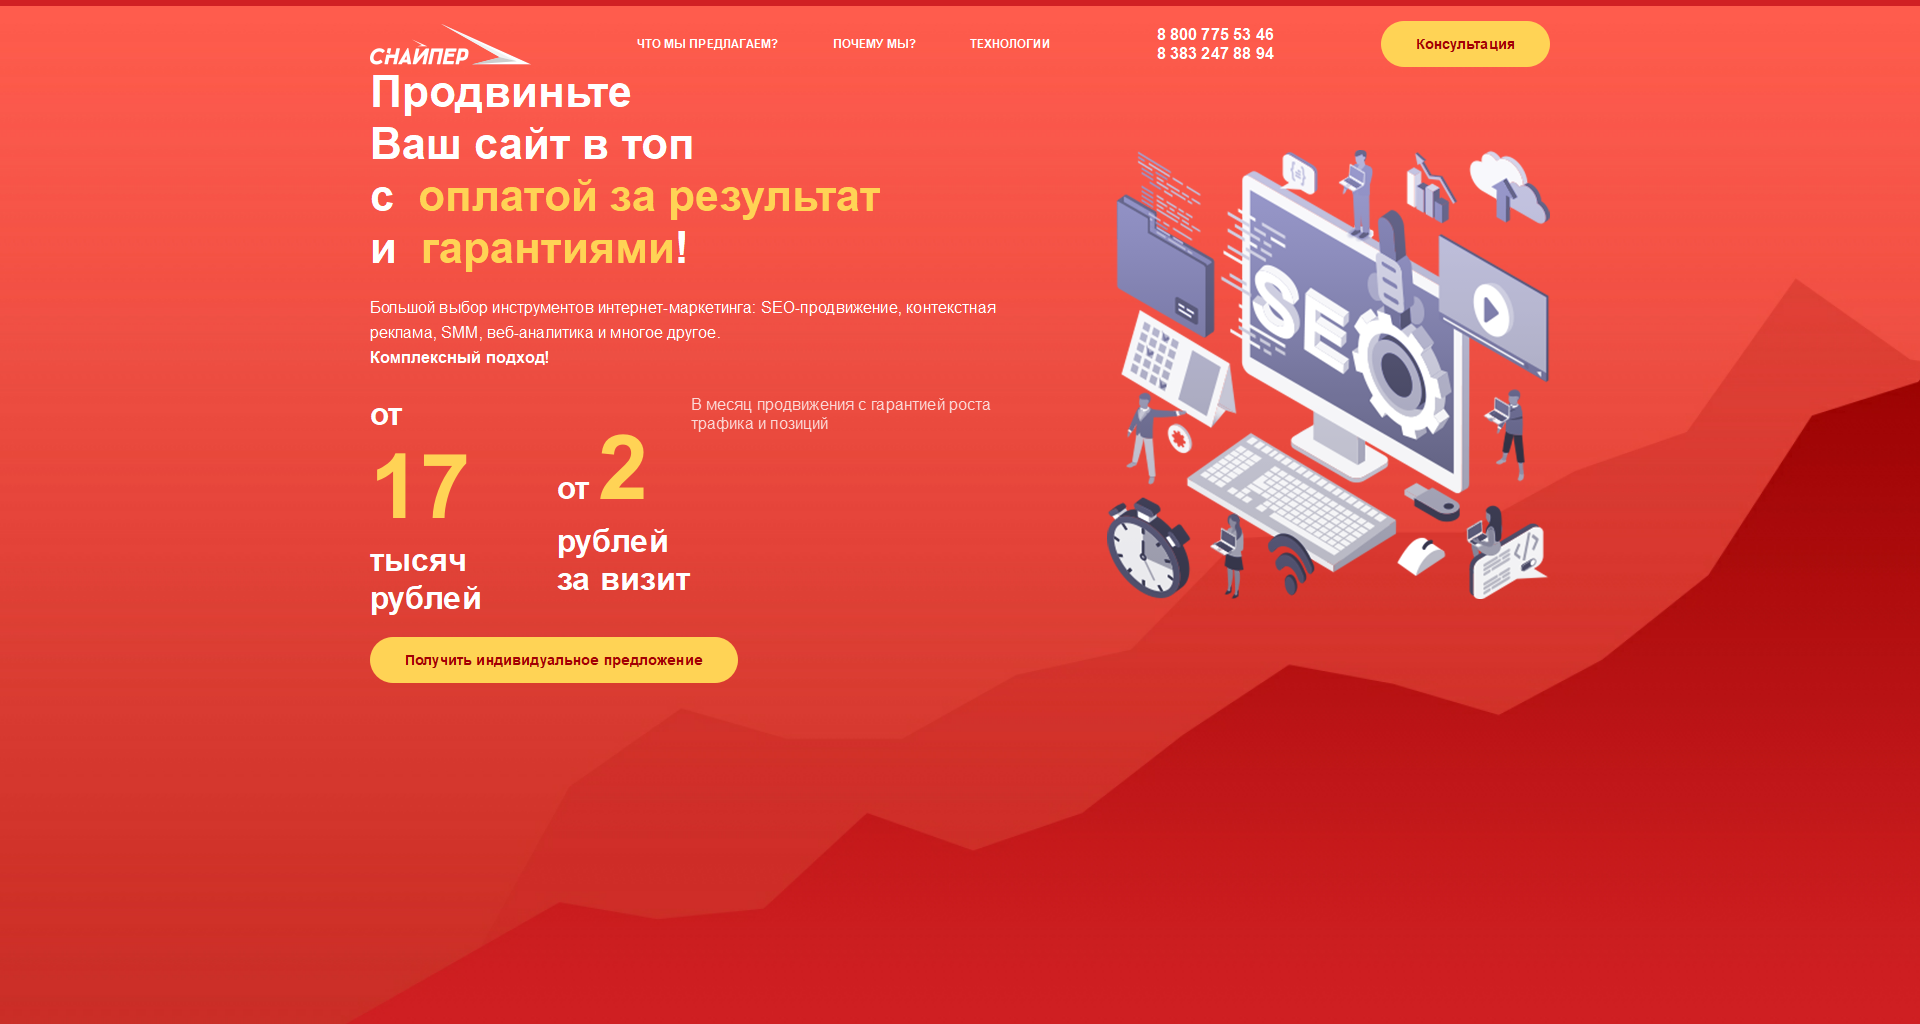 СНАЙПЕР
ЧТО МЫ ПРЕДЛАГАЕМ?
ПОЧЕМУ МЫ?
ТЕХНОЛОГИИ
8 800 775 53 46
8 383 247 88 94
Консультация
Продвиньте
Ваш сайт в топ
с оплатой за результат
и гарантиями!
Большой выбор инструментов интернет-маркетинга: SEO-продвижение, контекстная
реклама, SMM, веб-аналитика и многое другое.
Комплексный подход!
от
17
тысяч
рублей
от 2
рублей
за визит
В месяц продвижения с гарантией роста
трафика и позиций
Получить индивидуальное предложение
SEO